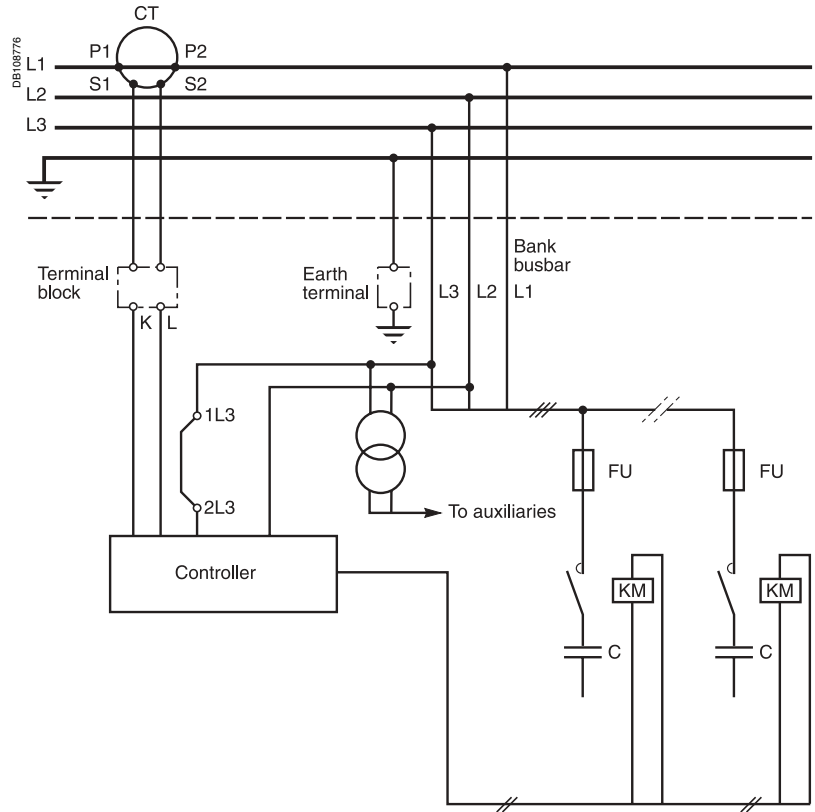 CT
DB108776
P1 P2
L1
S1 S2
L2
L3
Bank
busbar
Terminal
block
Earth
terminal
L3 L2 L1
K L
1L3
FU FU
2L3
To auxiliaries
Controller
KM KM
C C